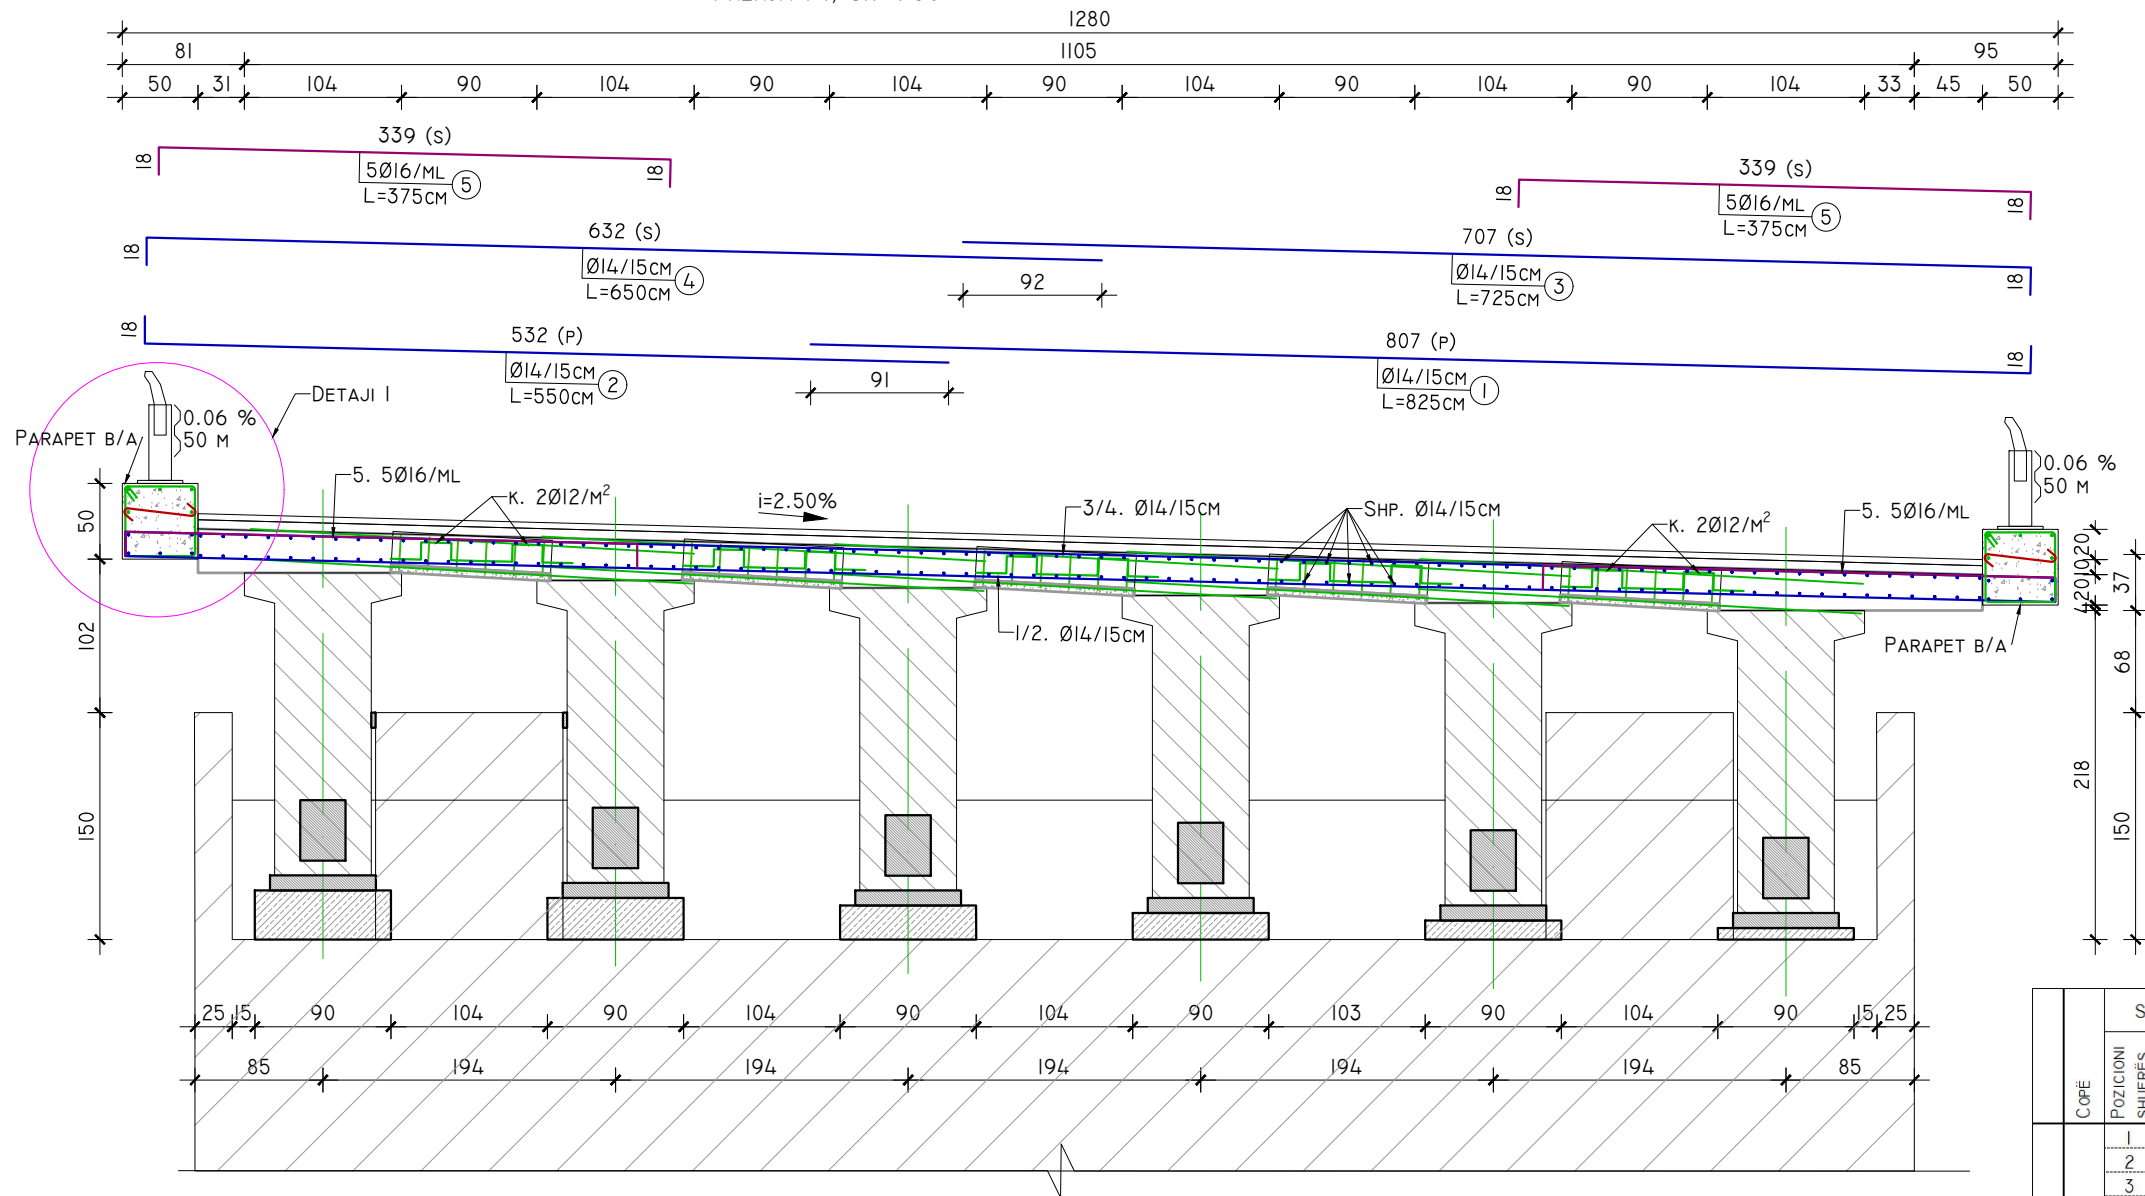 1280
81 1105 95
50 31 104 90 104 90 104 90 104 90 104 90 104 33 45 50
339 (S)
18 18
5Ø16/ML 5
L=375CM
339 (S)
18 18
5Ø16/ML 5
L=375CM
632 (S)
18
Ø14/15CM 4
L=650CM
707 (S)
18
Ø14/15CM 3
L=725CM
92
532 (P)
18
Ø14/15CM 2
L=550CM
807 (P)
18
Ø14/15CM 1
L=825CM
91
DETAJI 1
0.06 %
50 M
PARAPET B/A
0.06 %
50 M
5. 5Ø16/ML
K. 2Ø12/M²
i=2.50%
3/4. Ø14/15CM
SHP. Ø14/15CM
K. 2Ø12/M²
5. 5Ø16/ML
1/2. Ø14/15CM
PARAPET B/A
50
102
150
20
10
20
4
37
68
218
150
25 15 90 104 90 104 90 104 90 103 90 104 90 15 25
85 194 194 194 194 194 85
COPË
POZICIONI
1
2
3